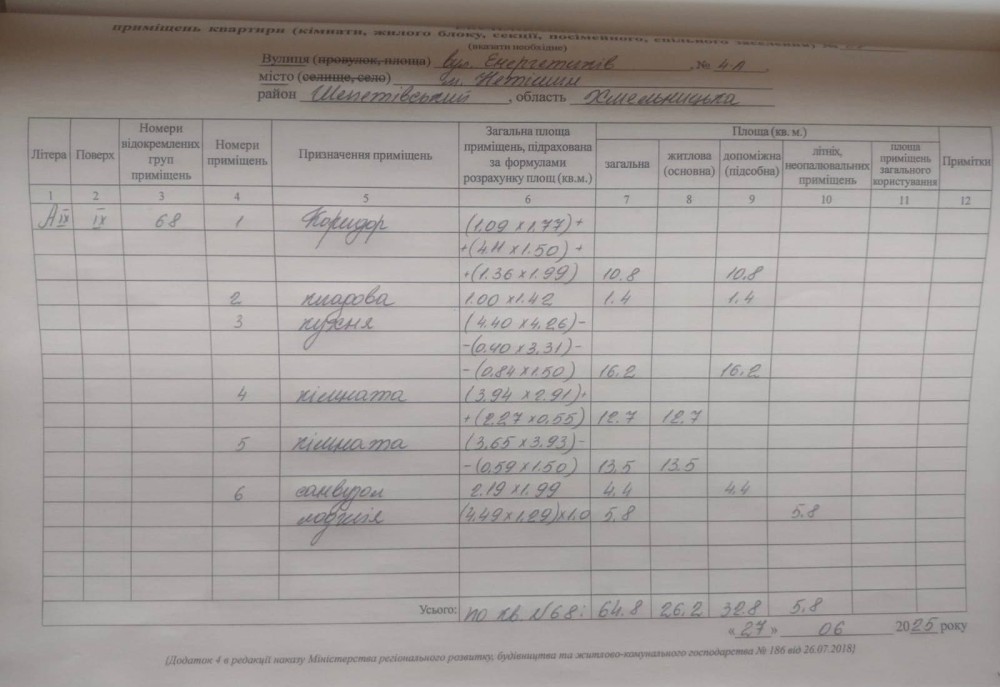 приміщень квартири (кімнати, жилого блоку, секції, посімейного, спільного заселення) №
(вказати необхідне)
Вулиця (провулок, площа) вул. Енергетиків, № 4-А,
місто (селище, село) м. Нетішин
район Шепетівський, область Хмельницька
Літера Поверх Номери відокремлених груп приміщень Номери приміщень Призначення приміщень Загальна площа приміщень, підрахована за формулами розрахунку площ (кв.м.) Площа (кв. м.) Примітки
загальна житлова (основна) допоміжна (підсобна) літніх, неопалювальних приміщень площа приміщень загального користування
1 2 3 4 5 6 7 8 9 10 11 12
А IX IX 68 1 Коридор (1.09 x 1.77) +
+(4.11 x 1.50) +
+(1.36 x 1.99) 10.8 10.8
2 кладова 1.00 x 1.42 1.4 1.4
3 кухня (4.40 x 4.26)-
-(0.40 x 3.31)-
-(0.84 x 1.50) 16.2 16.2
4 кімната (3.94 x 2.91)+
+(2.27 x 0.55) 12.7 12.7
5 кімната (3.65 x 3.93)-
-(0.59 x 1.50) 13.5 13.5
6 санвузол 2.19 x 1.99 4.4 4.4
лоджія (4.49 x 1.29) x 1.0 5.8 5.8
Усього: по кв. №68: 64.8 26.2 32.8 5.8
«27» 06 2025 року
{Додаток 4 в редакції наказу Міністерства регіонального розвитку, будівництва та житлово-комунального господарства № 186 від 26.07.2018}